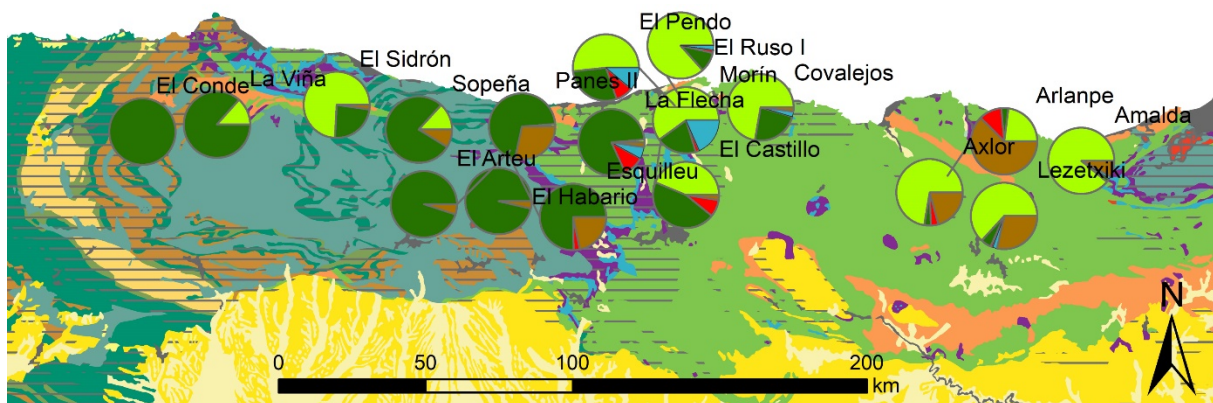 El Pendo
El Ruso I
El Sidrón
Sopeña
Panes II
Morín
Covalejos
El Conde
La Viña
La Flecha
Arlanpe
Amalda
El Castillo
Axlor
El Arteu
Esquilleu
Lezetxiki
El Habario
N
0
50
100
200
km